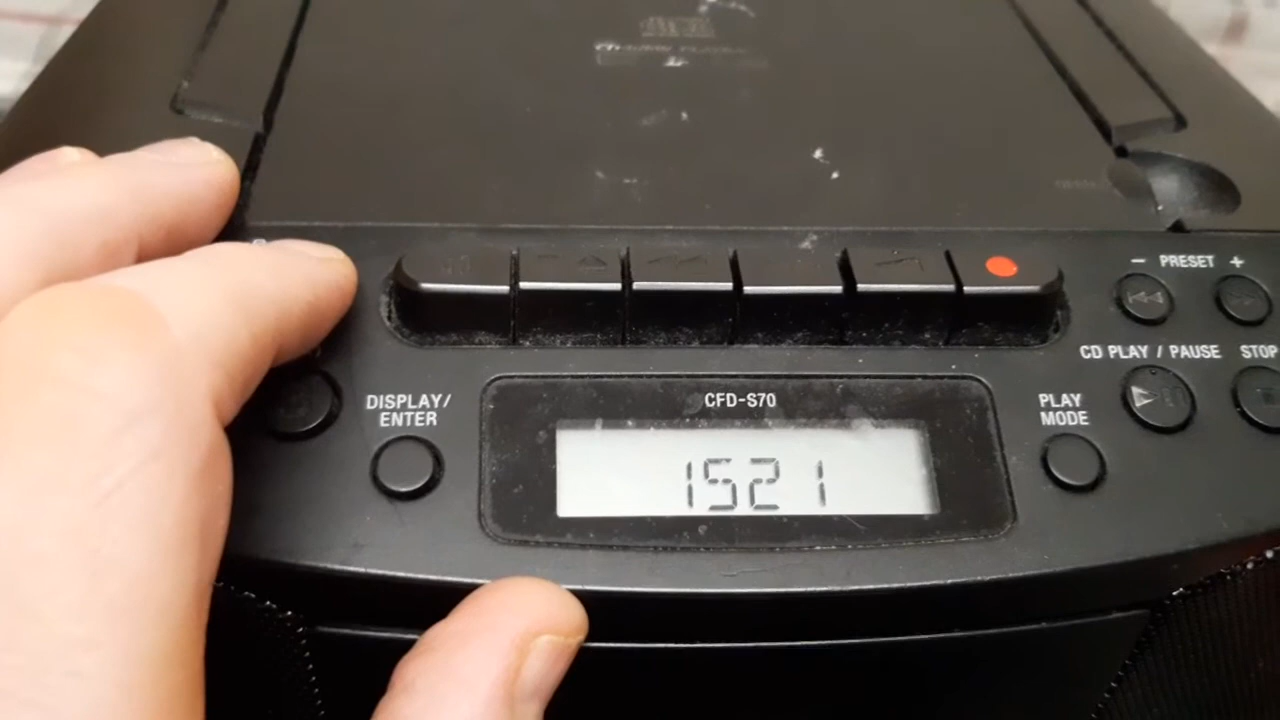 − PRESET +
CD PLAY / PAUSE STOP
DISPLAY/
ENTER
CFD-S70
PLAY
MODE
1521